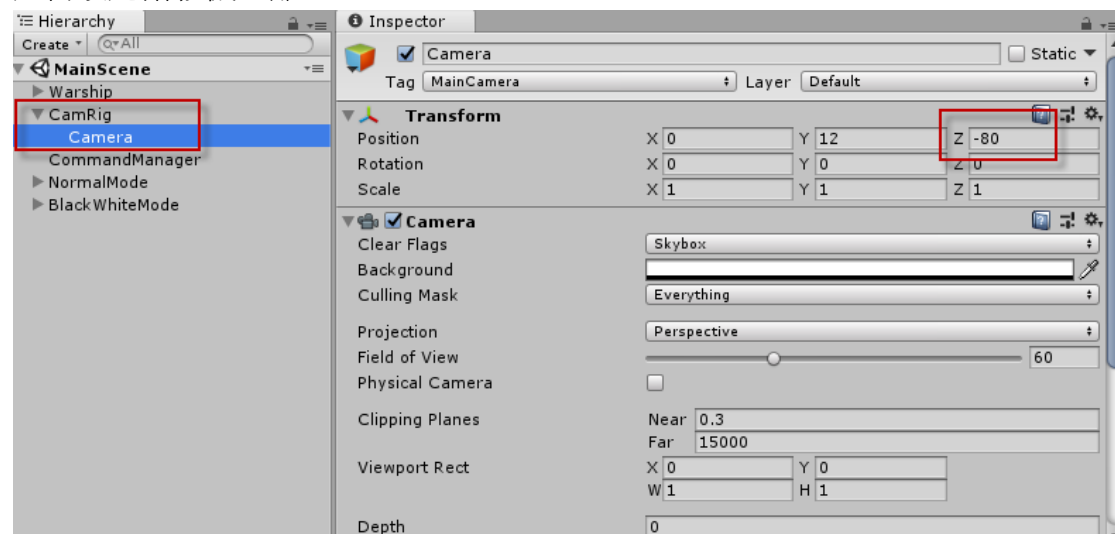 Hierarchy
Create
All
MainScene
Warship
CamRig
Camera
CommandManager
NormalMode
BlackWhiteMode
Inspector
Camera
Static
Tag MainCamera Layer Default
Transform
Position X 0 Y 12 Z -80
Rotation X 0 Y 0 Z 0
Scale X 1 Y 1 Z 1
Camera
Clear Flags Skybox
Background
Culling Mask Everything
Projection Perspective
Field of View 60
Physical Camera
Clipping Planes Near 0.3
Far 15000
Viewport Rect X 0 Y 0
W 1 H 1
Depth 0